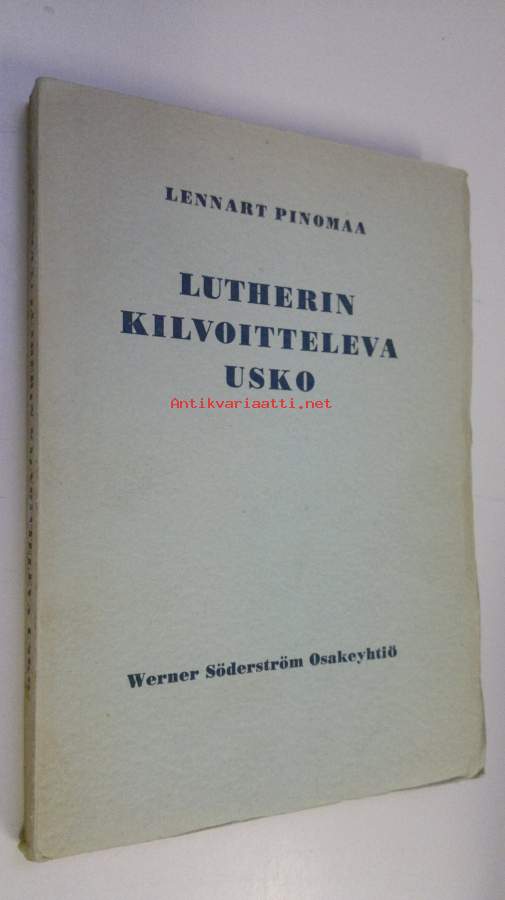 LENNART PINOMAA
LUTHERIN
KILVOITTELEVA
USKO
Antikvariaatti.net
Werner Söderström Osakeyhtiö